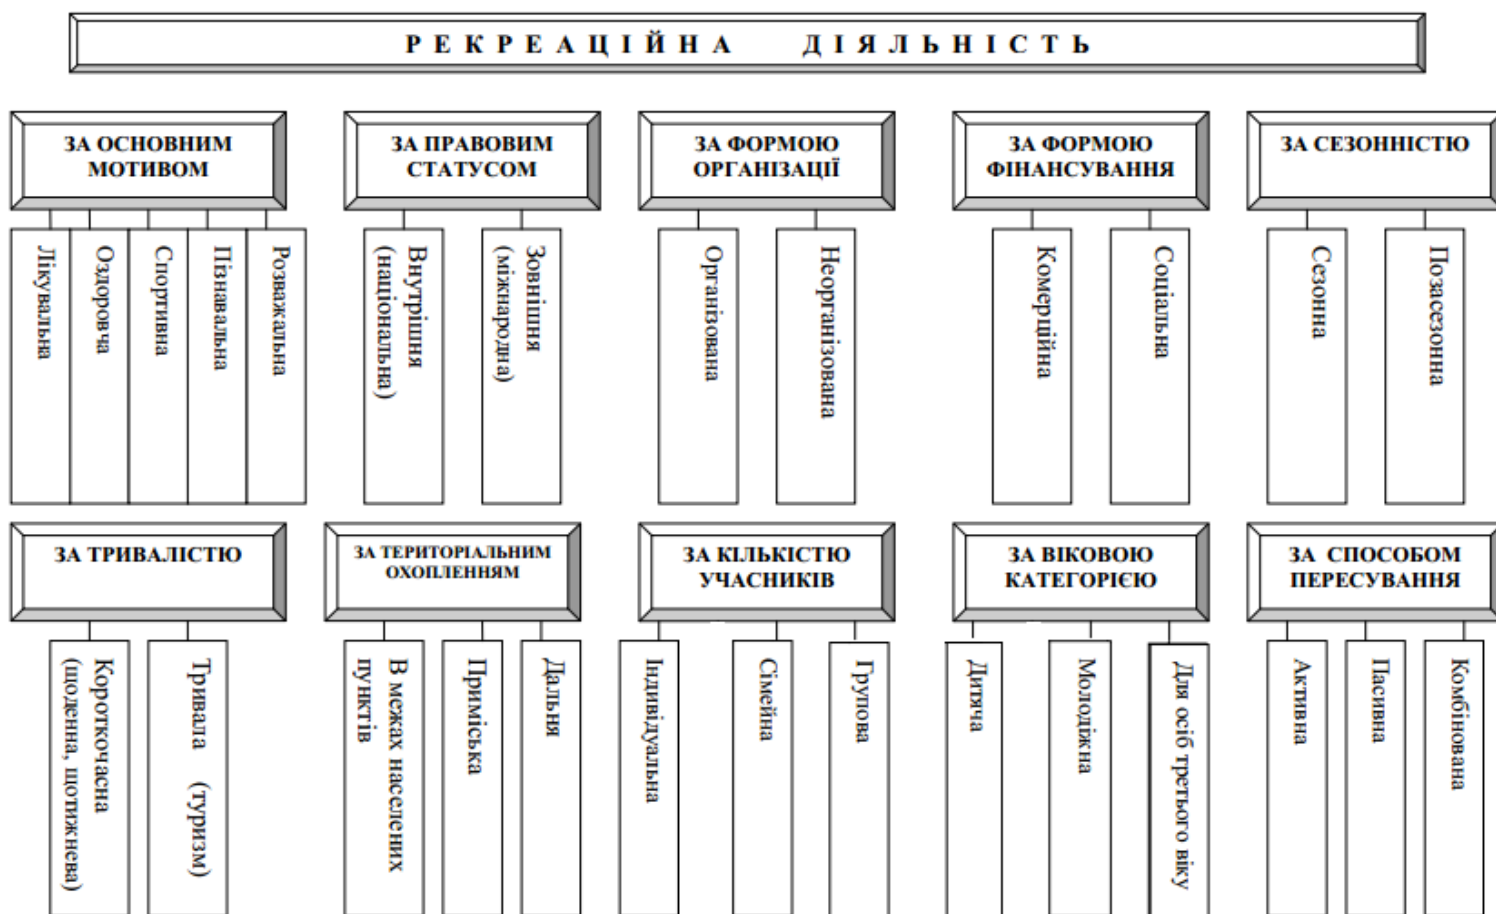 РЕКРЕАЦІЙНА ДІЯЛЬНІСТЬ
ЗА ОСНОВНИМ
МОТИВОМ
Лікувальна
Оздоровча
Спортивна
Пізнавальна
Розважальна
ЗА ПРАВОВИМ
СТАТУСОМ
Внутрішня
(національна)
Зовнішня
(міжнародна)
ЗА ФОРМОЮ
ОРГАНІЗАЦІЇ
Організована
Неорганізована
ЗА ФОРМОЮ
ФІНАНСУВАННЯ
Комерційна
Соціальна
ЗА СЕЗОННІСТЮ
Сезонна
Позасезонна
ЗА ТРИВАЛІСТЮ
Короткочасна
(щоденна, щотижнева)
Тривала (туризм)
ЗА ТЕРИТОРІАЛЬНИМ
ОХОПЛЕННЯМ
В межах населених
пунктів
Приміська
Дальня
ЗА КІЛЬКІСТЮ
УЧАСНИКІВ
Індивідуальна
Сімейна
Групова
ЗА ВІКОВОЮ
КАТЕГОРІЄЮ
Дитяча
Молодіжна
Для осіб третього віку
ЗА СПОСОБОМ
ПЕРЕСУВАННЯ
Активна
Пасивна
Комбінована